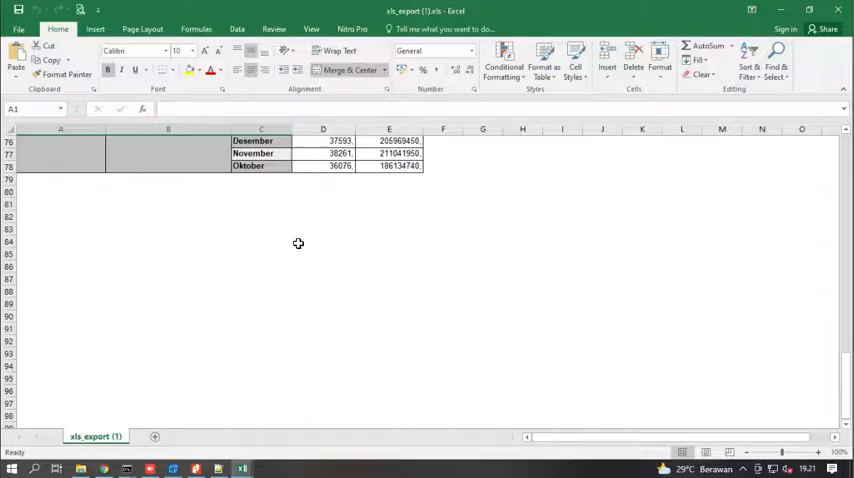 xls_export (1).xls - Excel
File Home Insert Page Layout Formulas Data Review View Nitro Pro Tell me what you want to do... Sign in Share
Paste
Cut
Copy
Format Painter
Clipboard
Calibri 10
B I U
Font
Wrap Text
Merge & Center
Alignment
General
Number
Conditional Formatting
Format as Table
Cell Styles
Styles
Insert Delete Format
Cells
AutoSum
Fill
Clear
Sort & Filter
Find & Select
Editing
A1 fx
A B C D E F G H I J K L M N O
76 Desember 37593, 205969450,
77 November 38261, 211041950,
78 Oktober 36076, 186134740,
79
80
81
82
83
84
85
86
87
88
89
90
91
92
93
94
95
96
97
98
xls_export (1)
Ready 100%
29°C Berawan 19.21